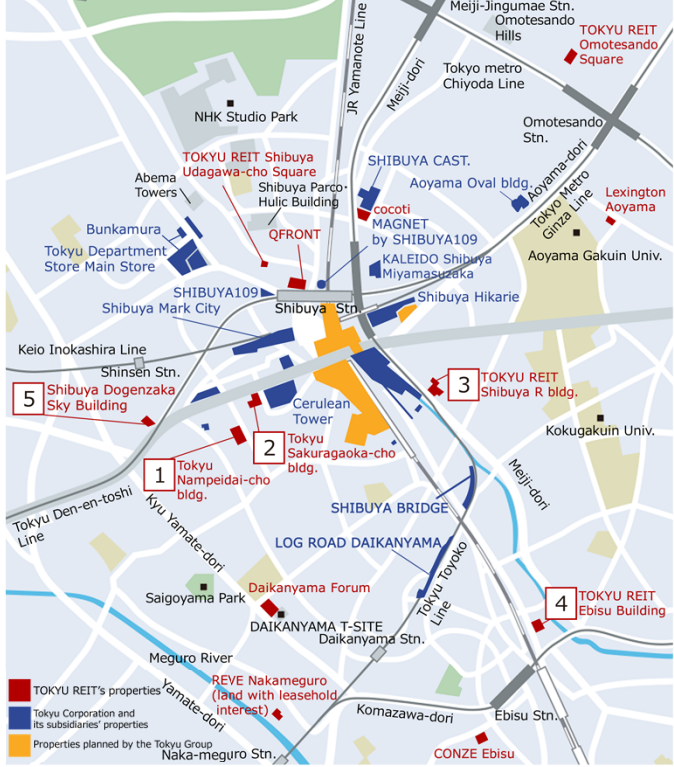 Meiji-Jingumae Stn.
Omotesando
Hills
TOKYU REIT
Omotesando
Square
JR Yamanote Line
Meiji-dori
Tokyo metro
Chiyoda Line
NHK Studio Park
Omotesando
Stn.
TOKYU REIT Shibuya
Udagawa-cho Square
SHIBUYA CAST.
Aoyama Oval bldg.
Aoyama-dori
Tokyo Metro
Ginza Line
Abema
Towers
Shibuya Parco·
Hulic Building
Lexington
Aoyama
cocoti
MAGNET
by SHIBUYA109
Bunkamura
QFRONT
Tokyu Department
Store Main Store
KALEIDO Shibuya
Miyamasuzaka
Aoyama Gakuin Univ.
SHIBUYA109
Shibuya Hikarie
Shibuya Mark City
Shibuya Stn.
Keio Inokashira Line
Shinsen Stn.
5
Shibuya Dogenzaka
Sky Building
3
TOKYU REIT
Shibuya R bldg.
Cerulean
Tower
Kokugakuin Univ.
2
Tokyu
Sakuragaoka-cho
bldg.
1
Tokyu
Nampeidai-cho
bldg.
Meiji-dori
Tokyu Den-en-toshi
Line
Kyu Yamate-dori
SHIBUYA BRIDGE
LOG ROAD DAIKANYAMA
Tokyu Toyoko
Line
Saigoyama Park
Daikanyama Forum
4
TOKYU REIT
Ebisu Building
DAIKANYAMA T-SITE
Daikanyama Stn.
Meguro River
Yamate-dori
REVE Nakameguro
(land with leasehold
interest)
Komazawa-dori
Ebisu Stn.
Naka-meguro Stn.
CONZE Ebisu
TOKYU REIT's properties
Tokyu Corporation and
its subsidiaries' properties
Properties planned by the Tokyu Group